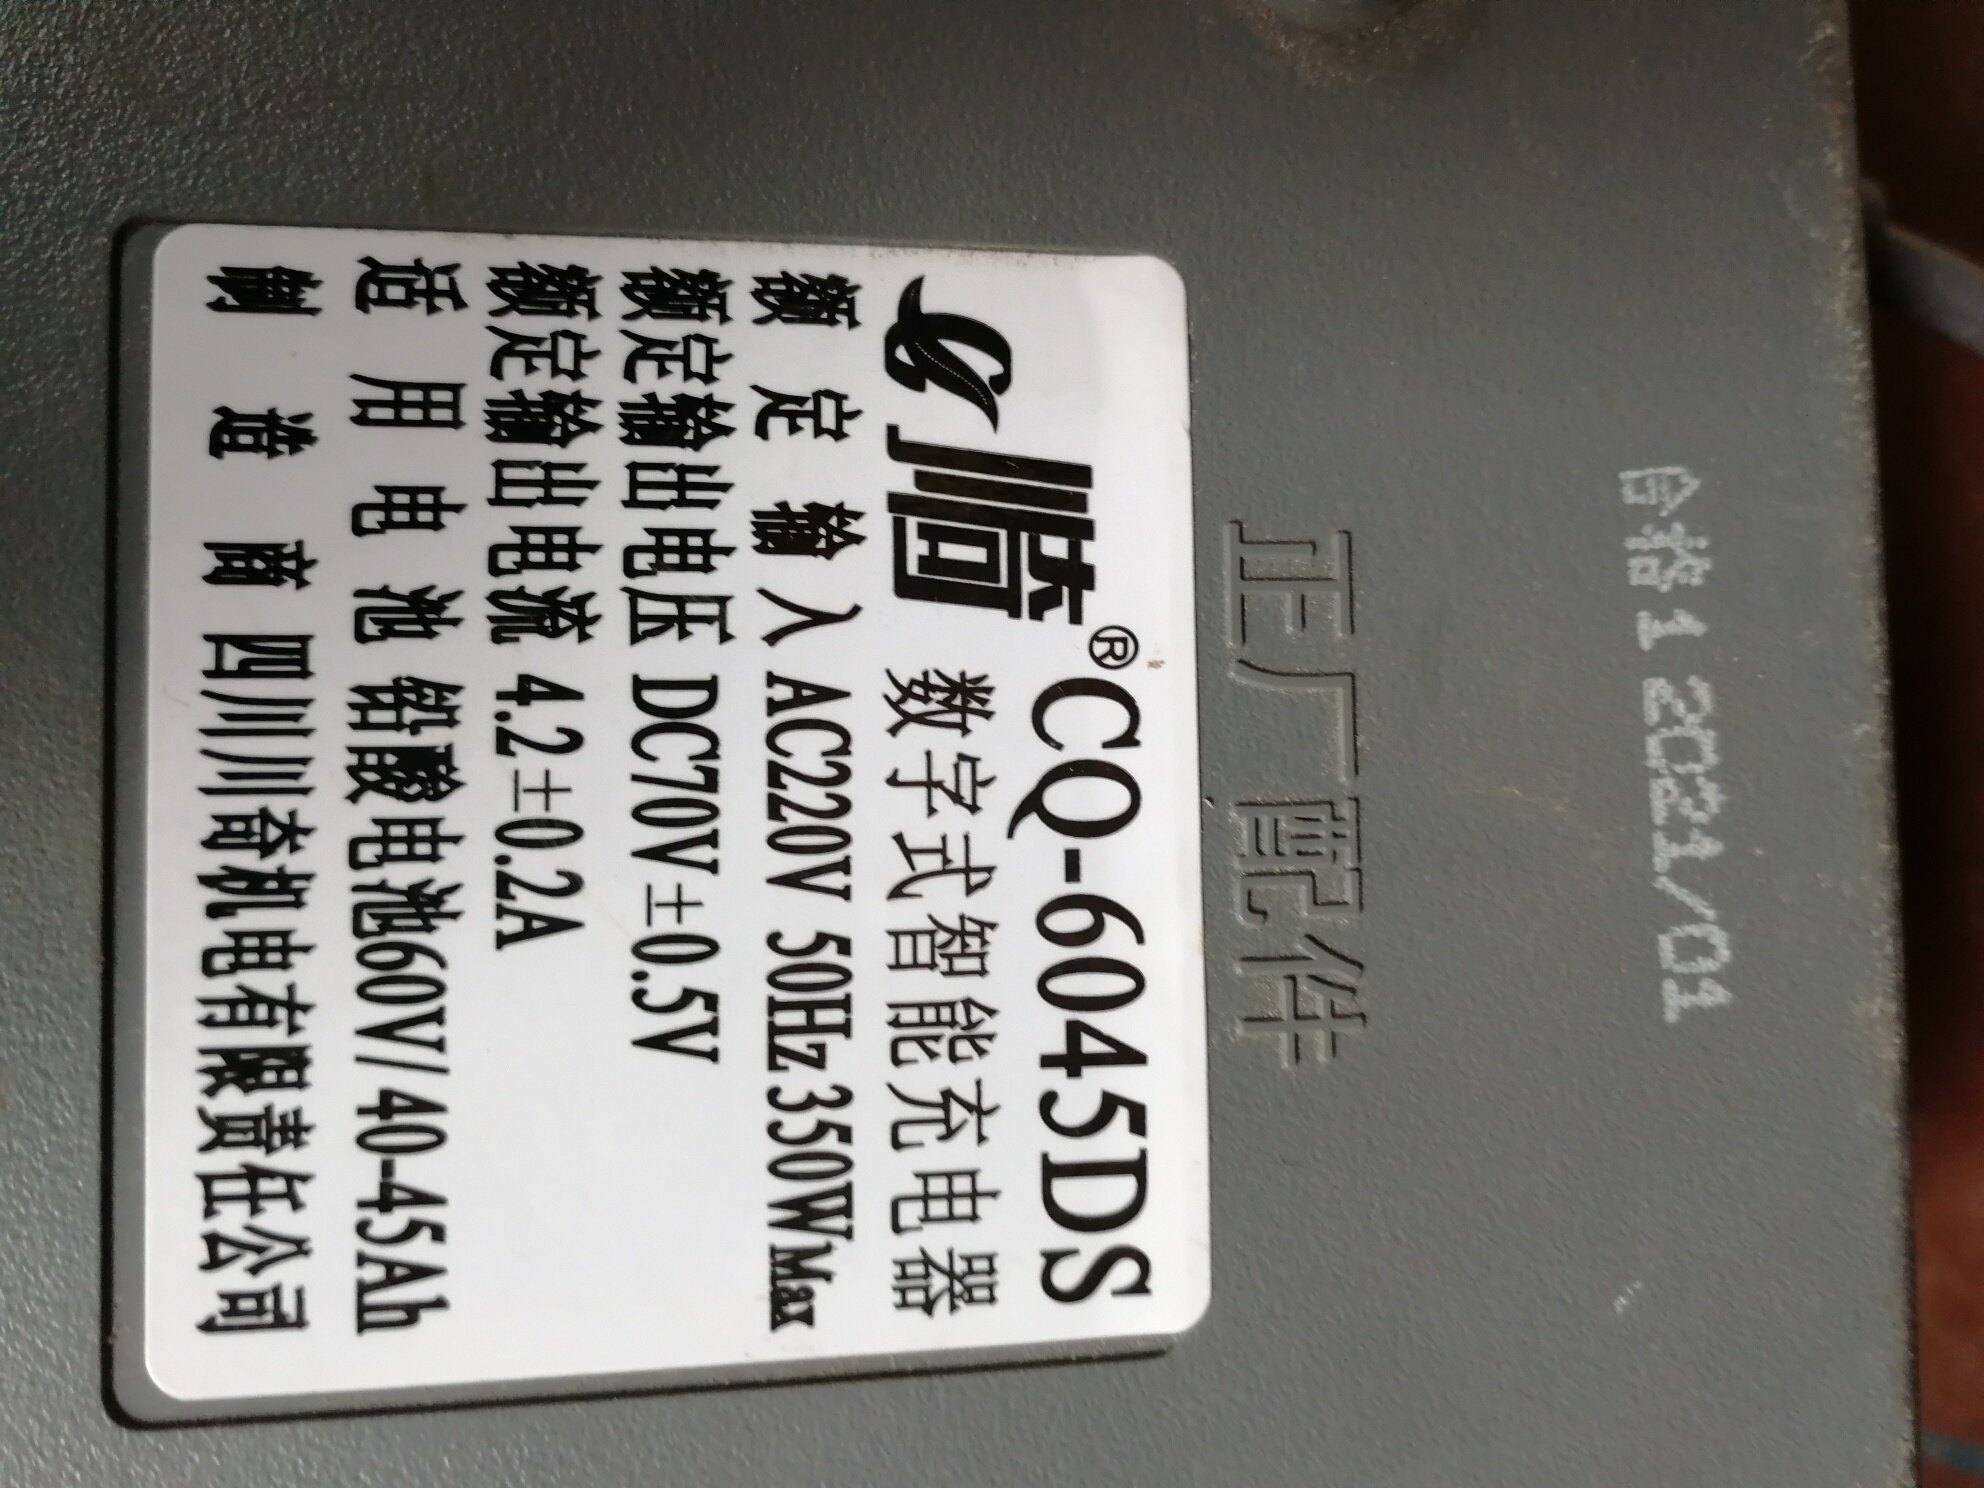 合格1 2021/01
正厂配件
川奇® CQ-6045DS
数字式智能充电器
额定输入 AC220V 50Hz 350WMax
额定输出电压 DC70V±0.5V
额定输出电流 4.2±0.2A
适用电池 铅酸电池60V/40-45Ah
制造商 四川川奇机电有限责任公司